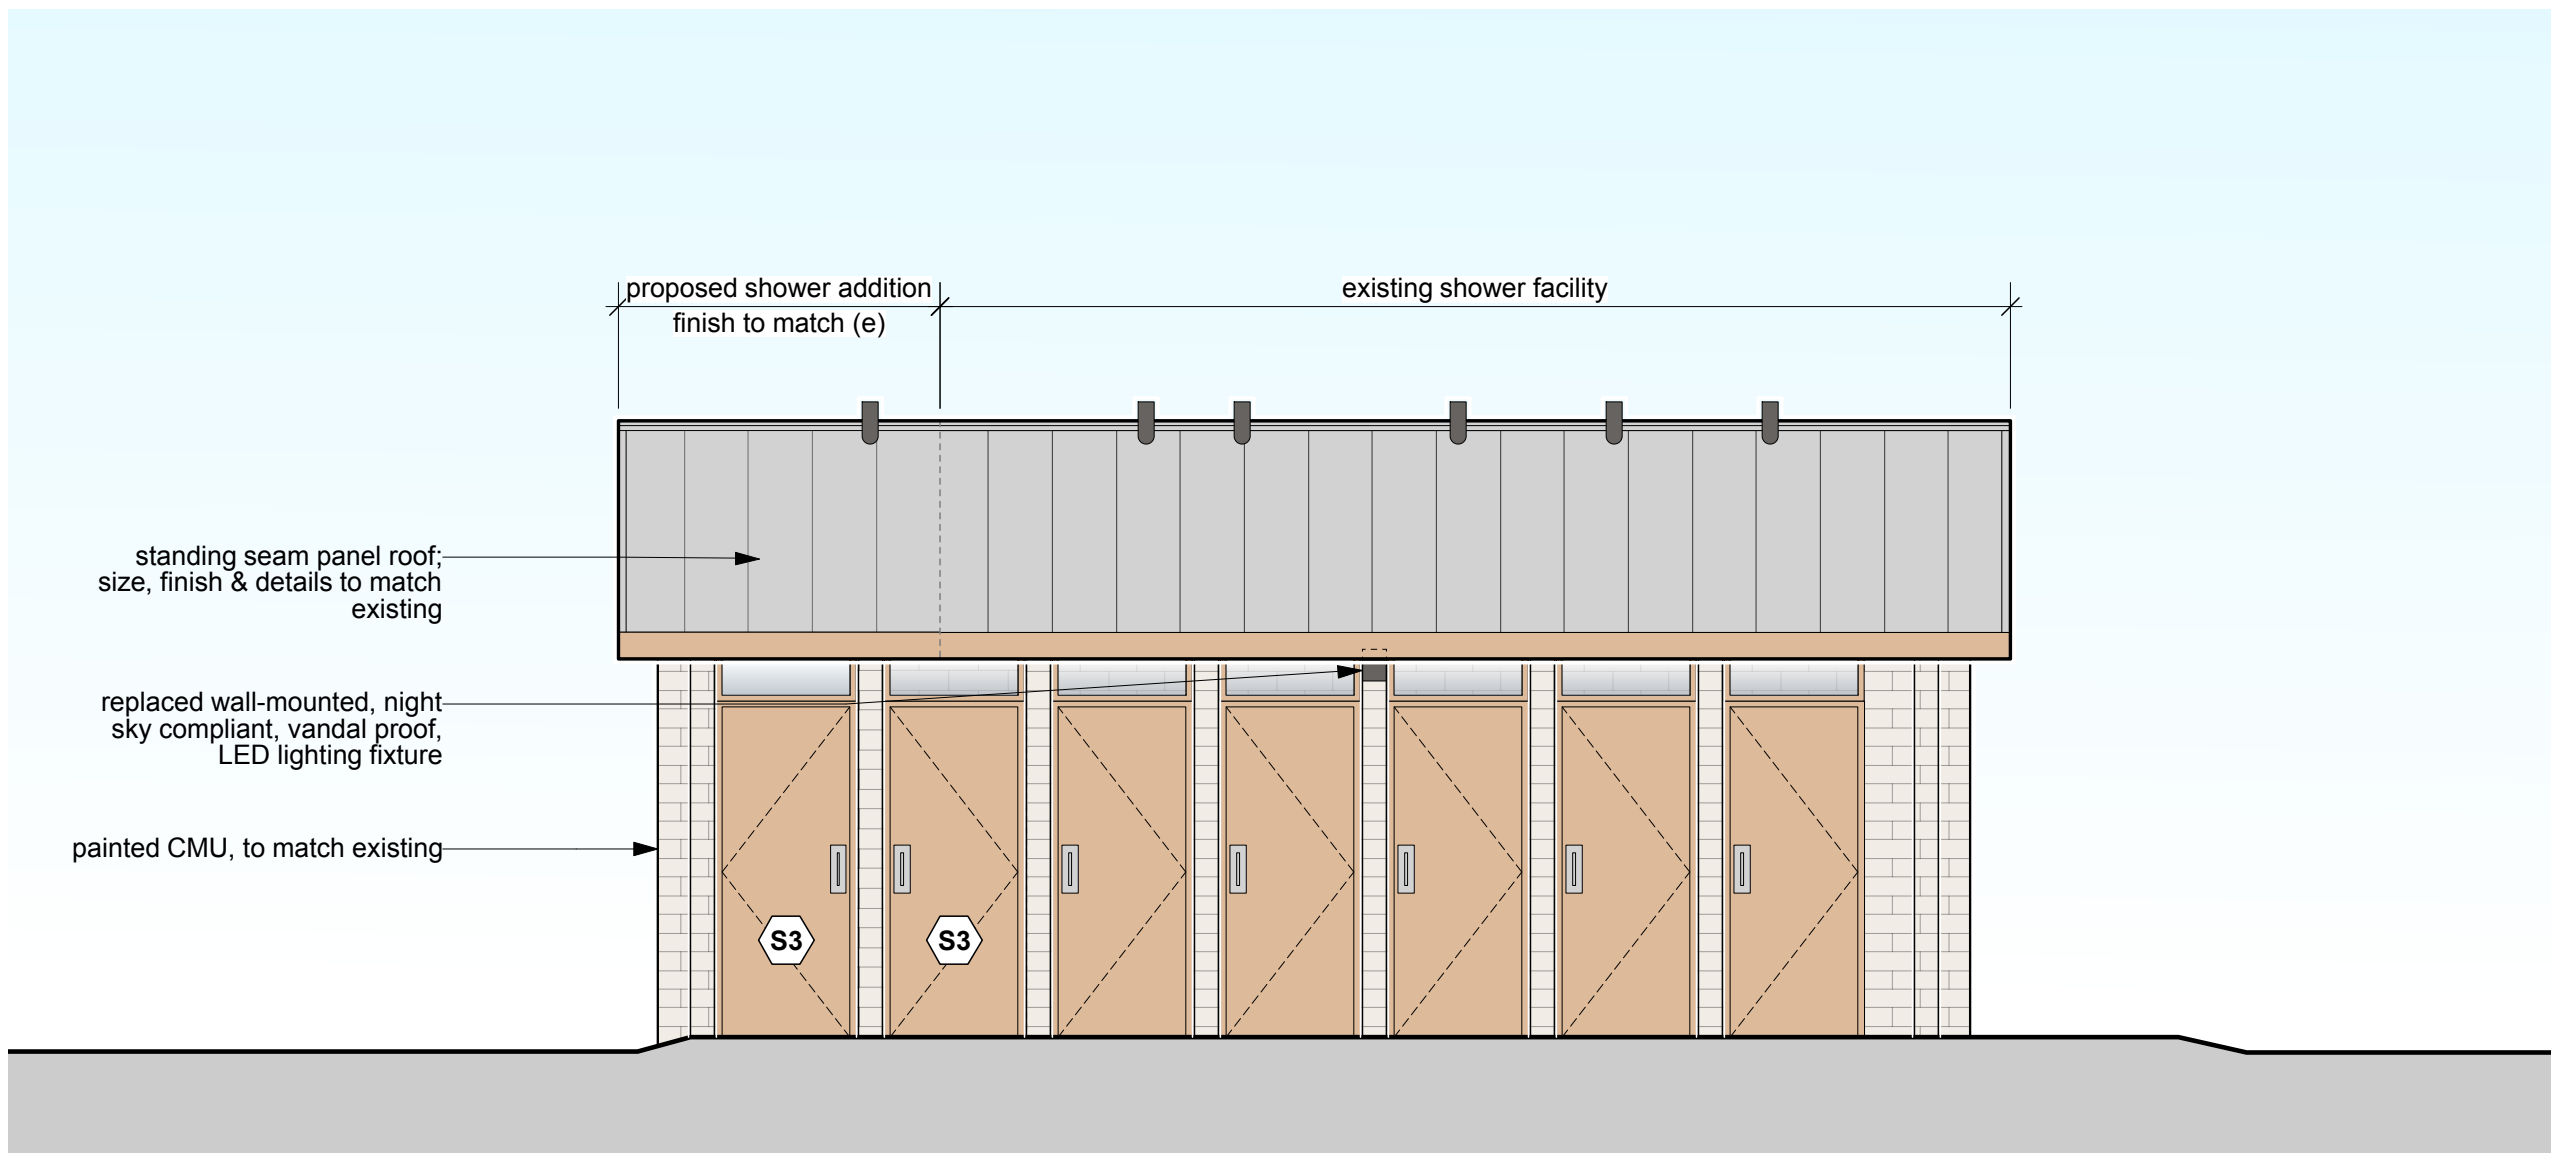 proposed shower addition
finish to match (e)
existing shower facility
standing seam panel roof;
size, finish & details to match
existing
replaced wall-mounted, night
sky compliant, vandal proof,
LED lighting fixture
painted CMU, to match existing
S3
S3